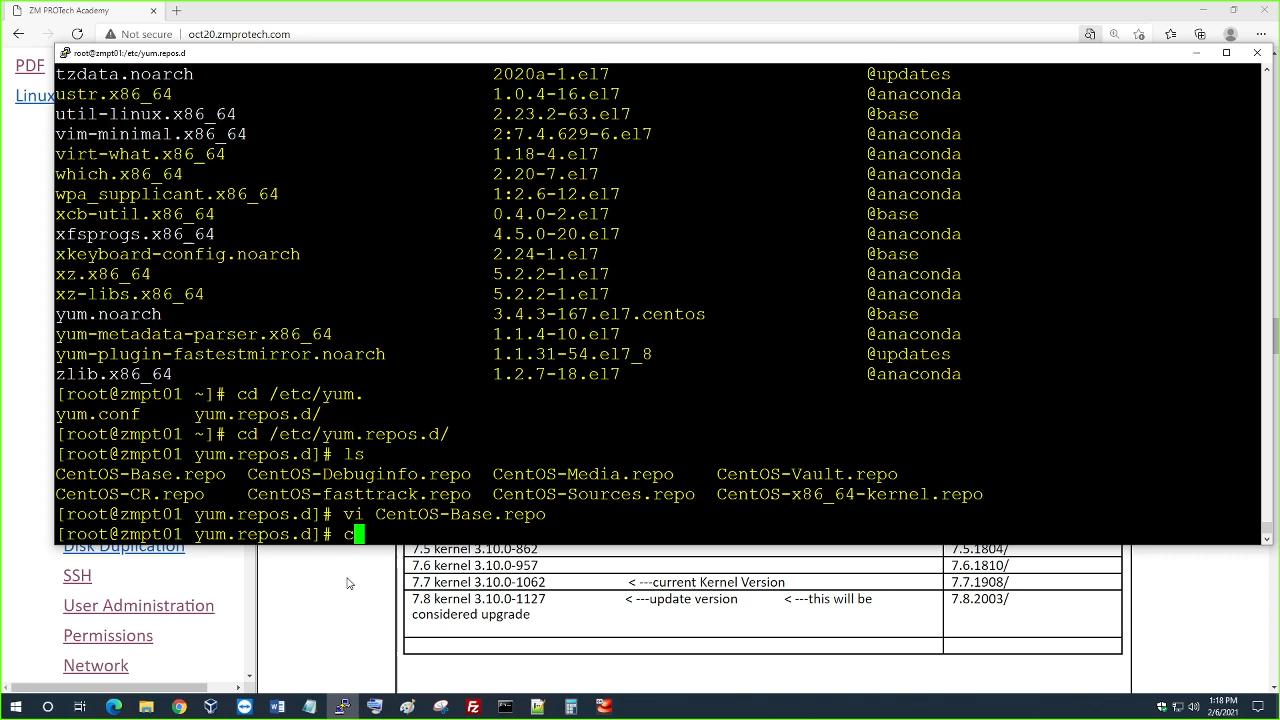 ZM PROTech Academy
Not secure | oct20.zmprotech.com
root@zmpt01:/etc/yum.repos.d
PDF
Linux
tzdata.noarch 2020a-1.el7 @updates
ustr.x86_64 1.0.4-16.el7 @anaconda
util-linux.x86_64 2.23.2-63.el7 @base
vim-minimal.x86_64 2:7.4.629-6.el7 @anaconda
virt-what.x86_64 1.18-4.el7 @anaconda
which.x86_64 2.20-7.el7 @anaconda
wpa_supplicant.x86_64 1:2.6-12.el7 @anaconda
xcb-util.x86_64 0.4.0-2.el7 @base
xfsprogs.x86_64 4.5.0-20.el7 @anaconda
xkeyboard-config.noarch 2.24-1.el7 @base
xz.x86_64 5.2.2-1.el7 @anaconda
xz-libs.x86_64 5.2.2-1.el7 @anaconda
yum.noarch 3.4.3-167.el7.centos @base
yum-metadata-parser.x86_64 1.1.4-10.el7 @anaconda
yum-plugin-fastestmirror.noarch 1.1.31-54.el7_8 @updates
zlib.x86_64 1.2.7-18.el7 @anaconda
[root@zmpt01 ~]# cd /etc/yum.
yum.conf yum.repos.d/
[root@zmpt01 ~]# cd /etc/yum.repos.d/
[root@zmpt01 yum.repos.d]# ls
CentOS-Base.repo CentOS-Debuginfo.repo CentOS-Media.repo CentOS-Vault.repo
CentOS-CR.repo CentOS-fasttrack.repo CentOS-Sources.repo CentOS-x86_64-kernel.repo
[root@zmpt01 yum.repos.d]# vi CentOS-Base.repo
[root@zmpt01 yum.repos.d]# c
Disk Duplication
SSH
User Administration
Permissions
Network
7.5 kernel 3.10.0-862 7.5.1804/
7.6 kernel 3.10.0-957 7.6.1810/
7.7 kernel 3.10.0-1062 < ---current Kernel Version 7.7.1908/
7.8 kernel 3.10.0-1127 < ---update version < ---this will be 7.8.2003/
considered upgrade
1:18 PM
2/6/2021